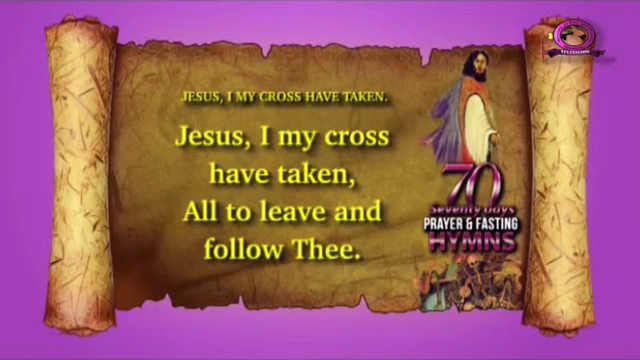 TELEVISION
JESUS, I MY CROSS HAVE TAKEN.
Jesus, I my cross
have taken,
All to leave and
follow Thee.
70
Seventy days
PRAYER & FASTING
HYMNS